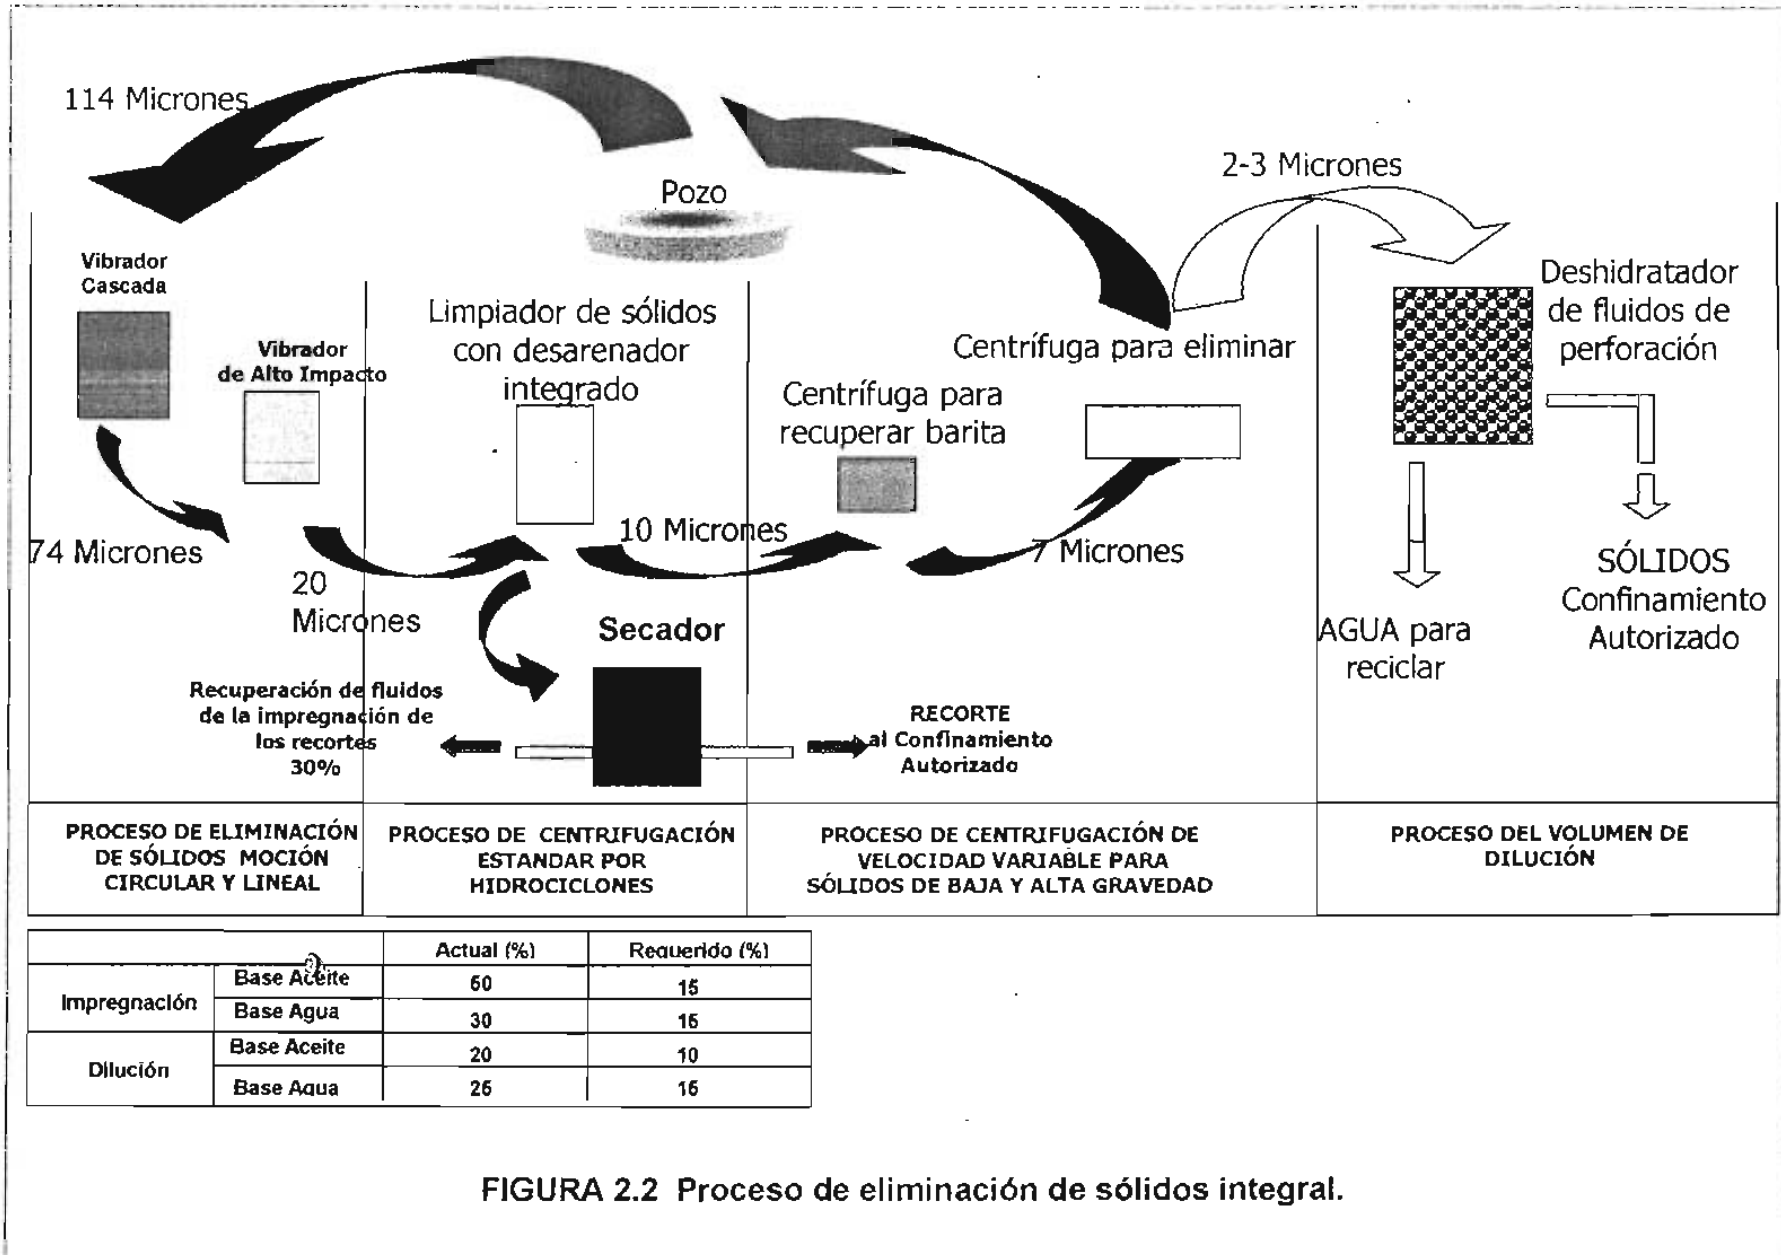 114 Micrones
Pozo
2-3 Micrones
Vibrador
Cascada
Vibrador
de Alto Impacto
Limpiador de sólidos
con desarenador
integrado
Centrífuga para
recuperar barita
Centrífuga para eliminar
Deshidratador
de fluidos de
perforación
74 Micrones
20
Micrones
10 Micrones
7 Micrones
Secador
AGUA para
reciclar
SÓLIDOS
Confinamiento
Autorizado
Recuperación de fluidos
de la impregnación de
los recortes
30%
RECORTE
al Confinamiento
Autorizado
PROCESO DE ELIMINACIÓN
DE SÓLIDOS MOCIÓN
CIRCULAR Y LINEAL
PROCESO DE CENTRIFUGACIÓN
ESTANDAR POR
HIDROCICLONES
PROCESO DE CENTRIFUGACIÓN DE
VELOCIDAD VARIABLE PARA
SÓLIDOS DE BAJA Y ALTA GRAVEDAD
PROCESO DEL VOLUMEN DE
DILUCIÓN
Actual (%) Requerido (%)
Impregnación
Base Aceite 50 15
Base Agua 30 15
Dilución
Base Aceite 20 10
Base Agua 25 15
FIGURA 2.2 Proceso de eliminación de sólidos integral.